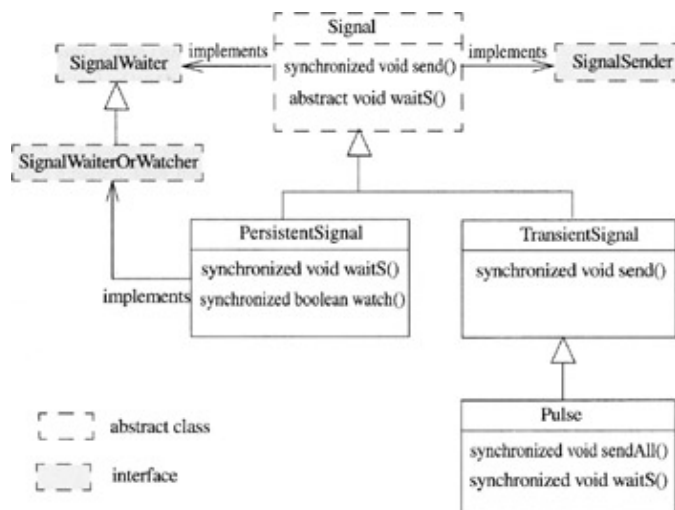 Signal
implements
implements
SignalWaiter
SignalSender
synchronized void send()
abstract void waitS()
SignalWaiterOrWatcher
PersistentSignal
TransientSignal
synchronized void waitS()
synchronized void send()
implements
synchronized boolean watch()
abstract class
Pulse
synchronized void sendAll()
interface
synchronized void waitS()